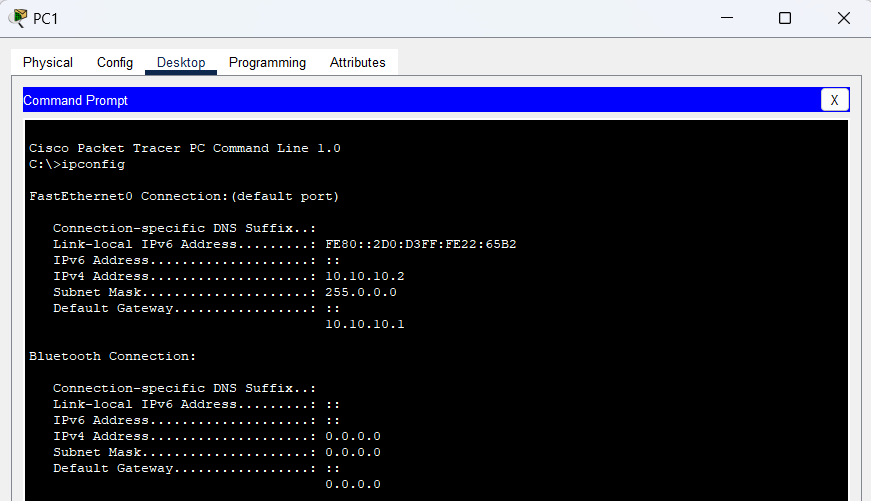 PC1
Physical Config Desktop Programming Attributes
Command Prompt X
Cisco Packet Tracer PC Command Line 1.0
C:\>ipconfig
FastEthernet0 Connection:(default port)
Connection-specific DNS Suffix..:
Link-local IPv6 Address.........: FE80::2D0:D3FF:FE22:65B2
IPv6 Address....................: ::
IPv4 Address....................: 10.10.10.2
Subnet Mask.....................: 255.0.0.0
Default Gateway.................: ::
10.10.10.1
Bluetooth Connection:
Connection-specific DNS Suffix..:
Link-local IPv6 Address.........: ::
IPv6 Address....................: ::
IPv4 Address....................: 0.0.0.0
Subnet Mask.....................: 0.0.0.0
Default Gateway.................: ::
0.0.0.0